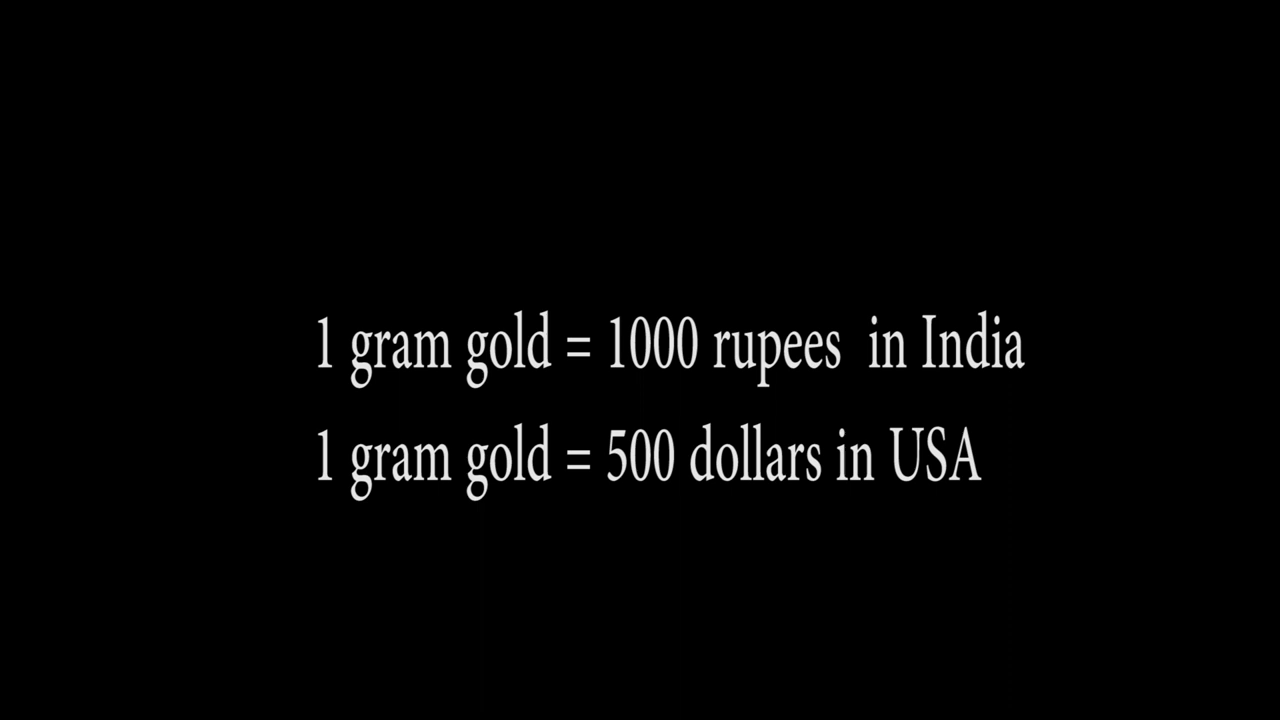 1 gram gold = 1000 rupees  in India
1 gram gold = 500 dollars in USA